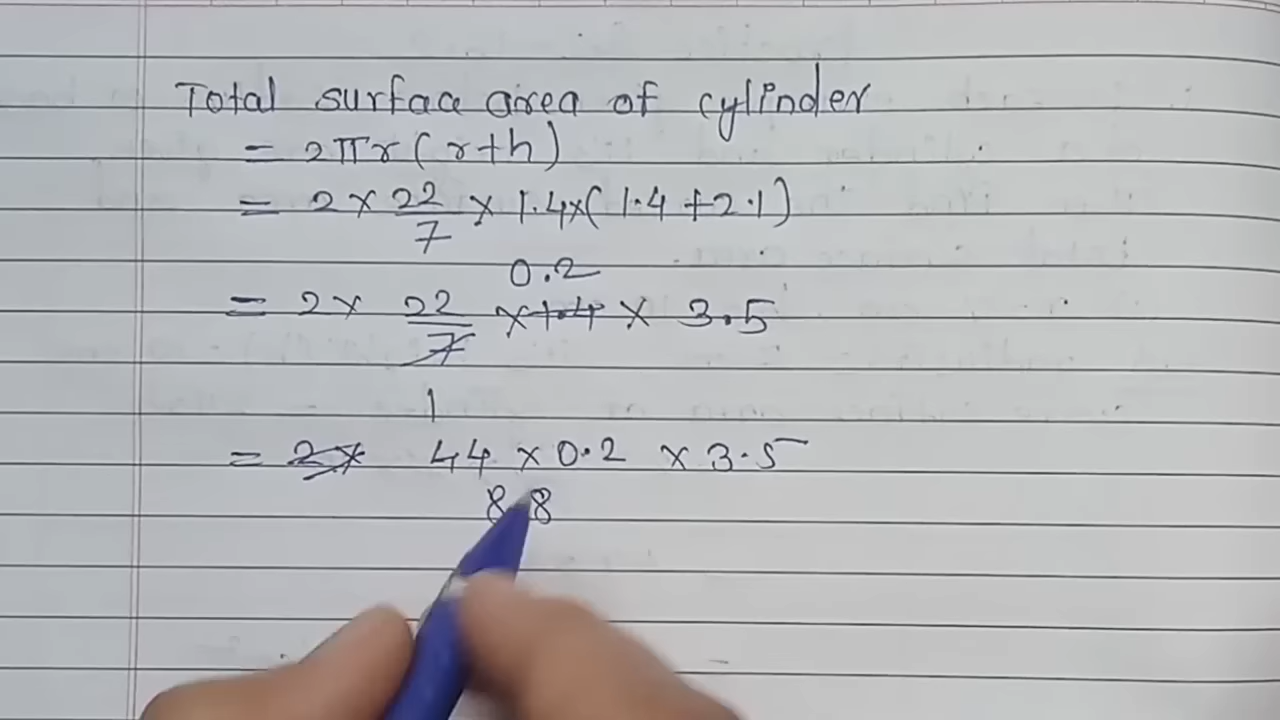 Total surface area of cylinder
= 2πr(r+h)
= 2 × 22/7 × 1.4×(1.4+2.1)
0.2
= 2 × 22/7 ×1.4 × 3.5
1
= 2× 44 ×0.2 ×3.5
8.8